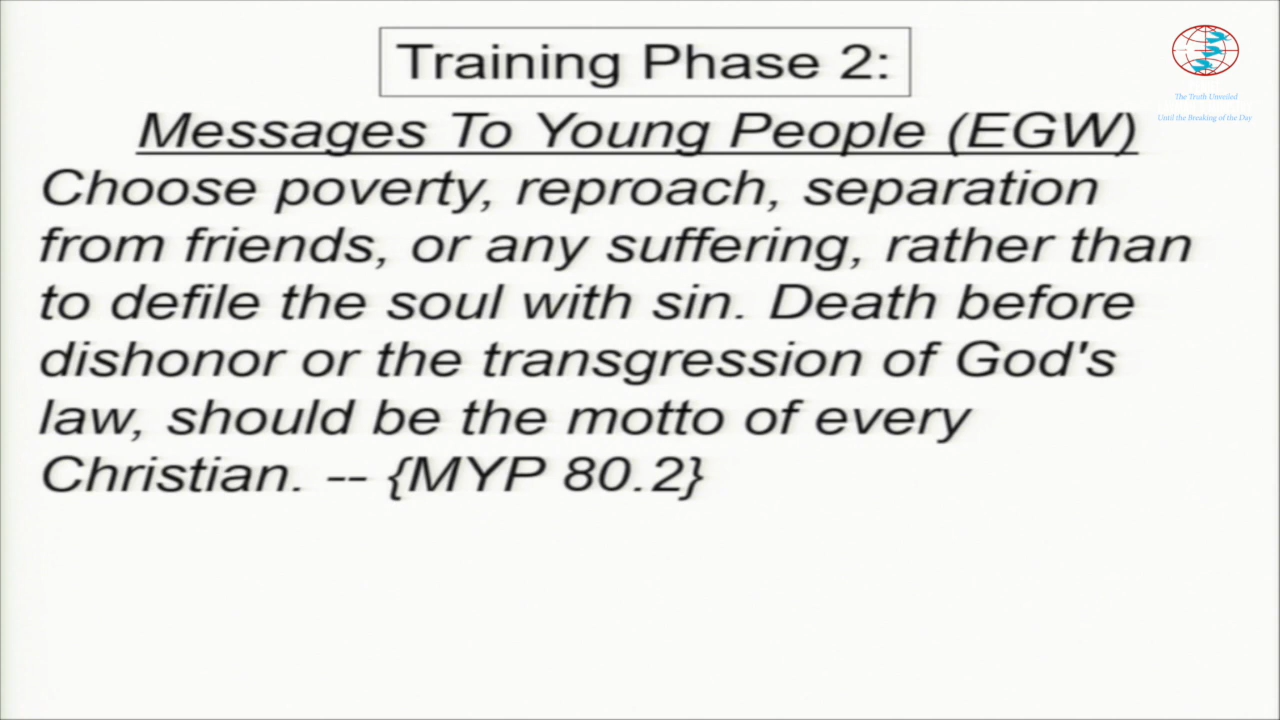 Training Phase 2:
Messages To Young People (EGW)
Choose poverty, reproach, separation
from friends, or any suffering, rather than
to defile the soul with sin. Death before
dishonor or the transgression of God's
law, should be the motto of every
Christian. -- {MYP 80.2}
The Truth Unveiled
Until the Breaking of the Day